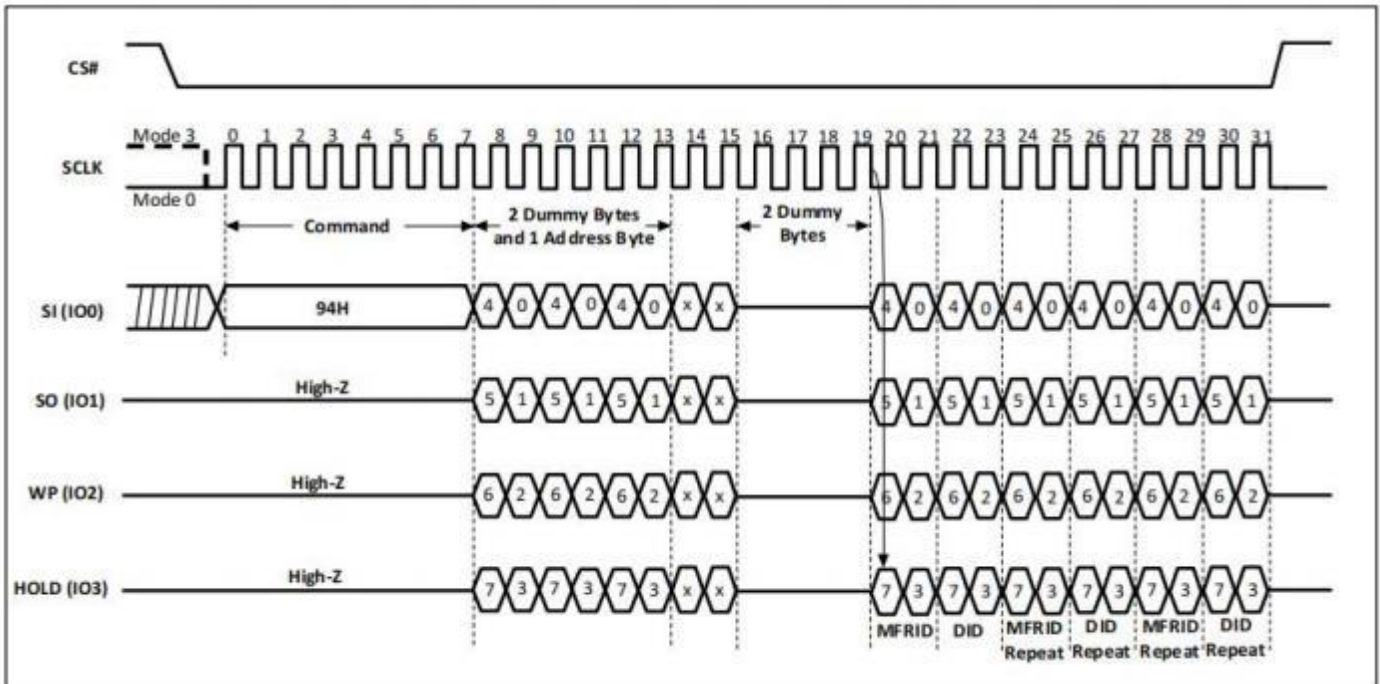 CS#
Mode 3 0 1 2 3 4 5 6 7 8 9 10 11 12 13 14 15 16 17 18 19 20 21 22 23 24 25 26 27 28 29 30 31
SCLK
Mode 0
Command
2 Dummy Bytes
and 1 Address Byte
2 Dummy
Bytes
SI (IO0) 94H 4 0 4 0 4 0 x x 4 0 4 0 4 0 4 0 4 0 4 0
SO (IO1) High-Z 5 1 5 1 5 1 x x 5 1 5 1 5 1 5 1 5 1 5 1
WP (IO2) High-Z 6 2 6 2 6 2 x x 6 2 6 2 6 2 6 2 6 2 6 2
HOLD (IO3) High-Z 7 3 7 3 7 3 x x 7 3 7 3 7 3 7 3 7 3 7 3
MFRID DID MFRID DID MFRID DID
Repeat Repeat Repeat Repeat